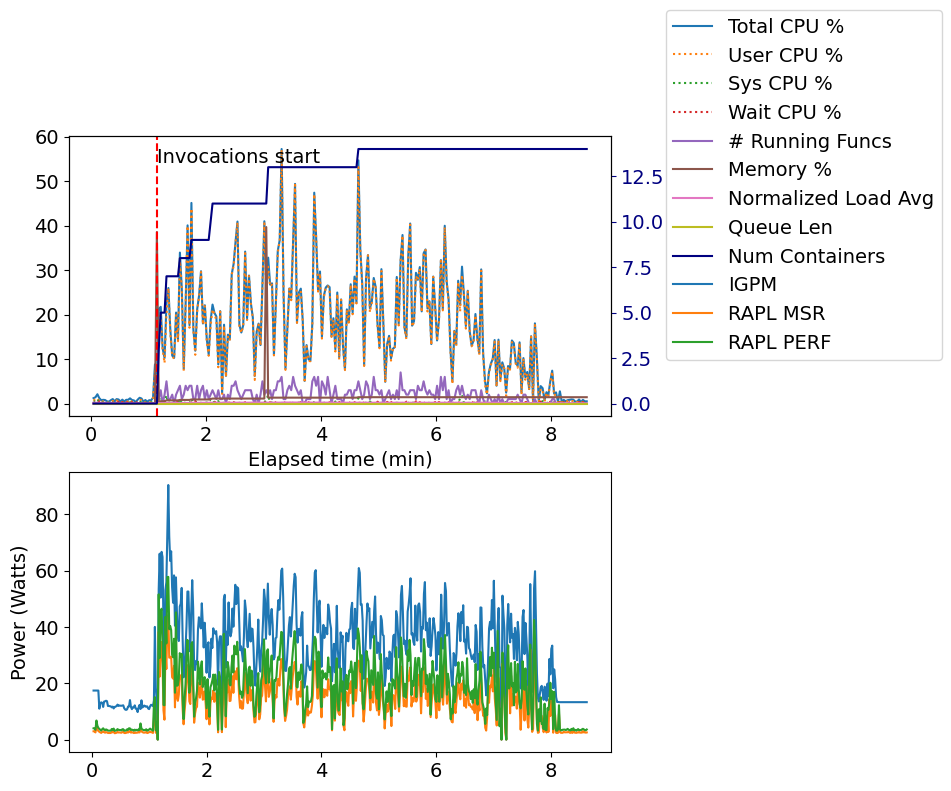 Total CPU %
User CPU %
Sys CPU %
Wait CPU %
# Running Funcs
Memory %
Normalized Load Avg
Queue Len
Num Containers
IGPM
RAPL MSR
RAPL PERF
Invocations start
60
50
40
30
20
10
0
12.5
10.0
7.5
5.0
2.5
0.0
0 2 4 6 8
Elapsed time (min)
Power (Watts)
80
60
40
20
0
0 2 4 6 8